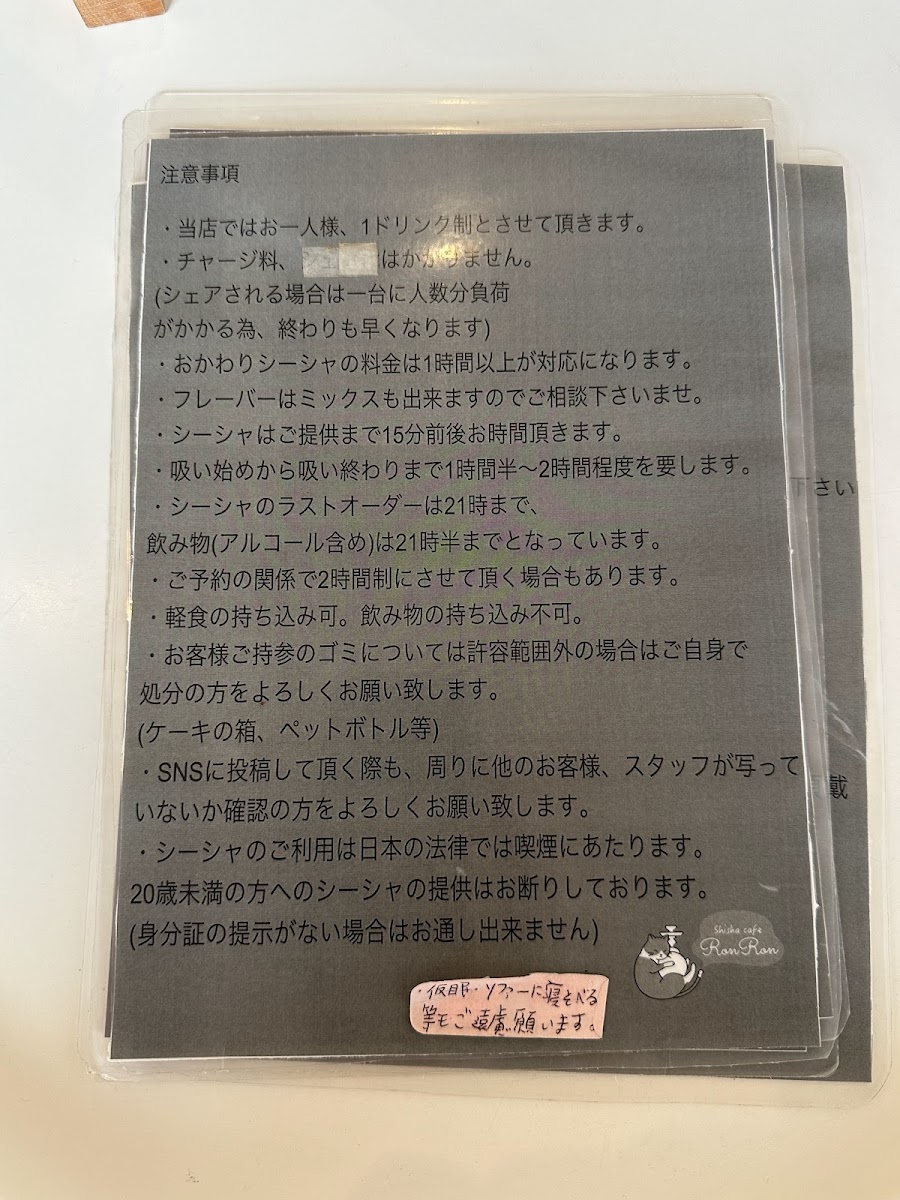 注意事項
・当店ではお一人様、1ドリンク制とさせて頂きます。
・チャージ料、はかかりません。
(シェアされる場合は一台に人数分負荷
がかかる為、終わりも早くなります)
・おかわりシーシャの料金は1時間以上が対応になります。
・フレーバーはミックスも出来ますのでご相談下さいませ。
・シーシャはご提供まで15分前後お時間頂きます。
・吸い始めから吸い終わりまで1時間半〜2時間程度を要します。
・シーシャのラストオーダーは21時まで、
飲み物(アルコール含め)は21時半までとなっています。
・ご予約の関係で2時間制にさせて頂く場合もあります。
・軽食の持ち込み可。飲み物の持ち込み不可。
・お客様ご持参のゴミについては許容範囲外の場合はご自身で
処分の方をよろしくお願い致します。
(ケーキの箱、ペットボトル等)
・SNSに投稿して頂く際も、周りに他のお客様、スタッフが写って
いないか確認の方をよろしくお願い致します。
・シーシャのご利用は日本の法律では喫煙にあたります。
20歳未満の方へのシーシャの提供はお断りしております。
(身分証の提示がない場合はお通し出来ません)
Shisha cafe
RonRon
・仮眠・ソファーに寝そべる
等もご遠慮願います。
下さい
戴